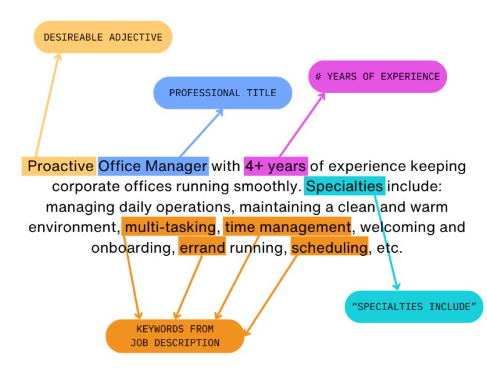 DESIREABLE ADJECTIVE
# YEARS OF EXPERIENCE
PROFESSIONAL TITLE
Proactive Office Manager with 4+ years of experience keeping
corporate offices running smoothly. Specialties include:
managing daily operations, maintaining a clean and warm
environment, multi-tasking, time management, welcoming and
onboarding, errand running, scheduling, etc.
"SPECIALTIES INCLUDE"
KEYWORDS FROM
JOB DESCRIPTION